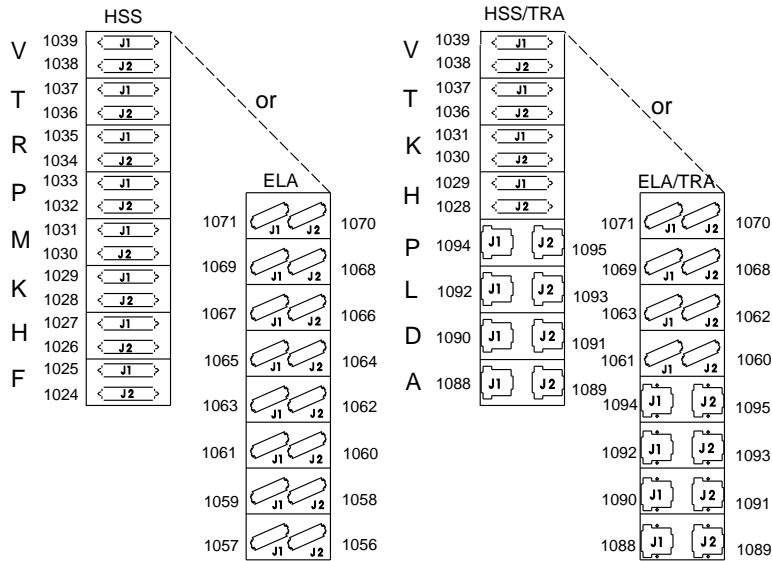 HSS
V 1039 J1
1038 J2
T 1037 J1
1036 J2
R 1035 J1
1034 J2
P 1033 J1
1032 J2
M 1031 J1
1030 J2
K 1029 J1
1028 J2
H 1027 J1
1026 J2
F 1025 J1
1024 J2
or
ELA
1071 J1 J2 1070
1069 J1 J2 1068
1067 J1 J2 1066
1065 J1 J2 1064
1063 J1 J2 1062
1061 J1 J2 1060
1059 J1 J2 1058
1057 J1 J2 1056
HSS/TRA
V 1039 J1
1038 J2
T 1037 J1
1036 J2
K 1031 J1
1030 J2
H 1029 J1
1028 J2
P 1094 J1 J2 1095
L 1092 J1 J2 1093
D 1090 J1 J2 1091
A 1088 J1 J2 1089
or
ELA/TRA
1071 J1 J2 1070
1069 J1 J2 1068
1063 J1 J2 1062
1061 J1 J2 1060
1094 J1 J2 1095
1092 J1 J2 1093
1090 J1 J2 1091
1088 J1 J2 1089